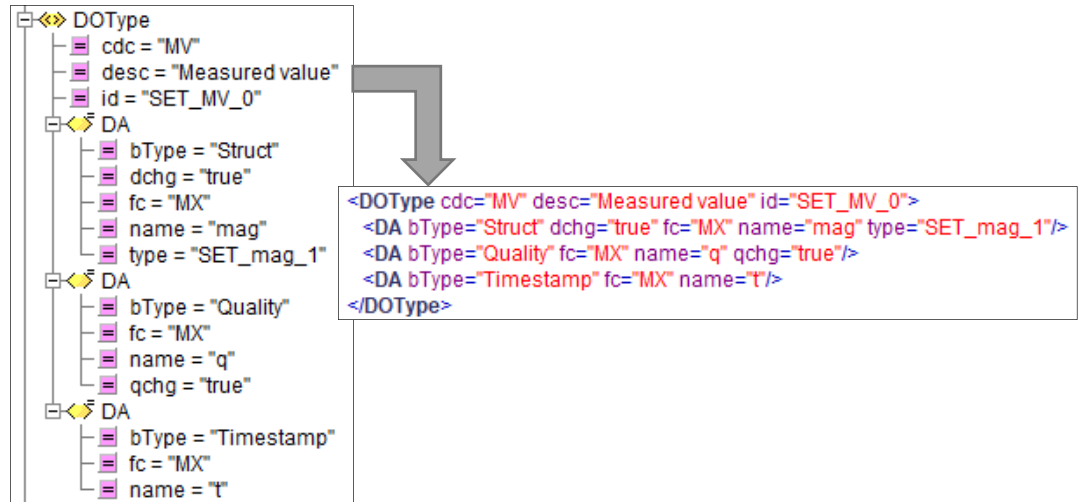 DOType
cdc = "MV"
desc = "Measured value"
id = "SET_MV_0"
DA
bType = "Struct"
dchg = "true"
fc = "MX"
name = "mag"
type = "SET_mag_1"
DA
bType = "Quality"
fc = "MX"
name = "q"
qchg = "true"
DA
bType = "Timestamp"
fc = "MX"
name = "t"
<DOType cdc="MV" desc="Measured value" id="SET_MV_0">
<DA bType="Struct" dchg="true" fc="MX" name="mag" type="SET_mag_1"/>
<DA bType="Quality" fc="MX" name="q" qchg="true"/>
<DA bType="Timestamp" fc="MX" name="t"/>
</DOType>